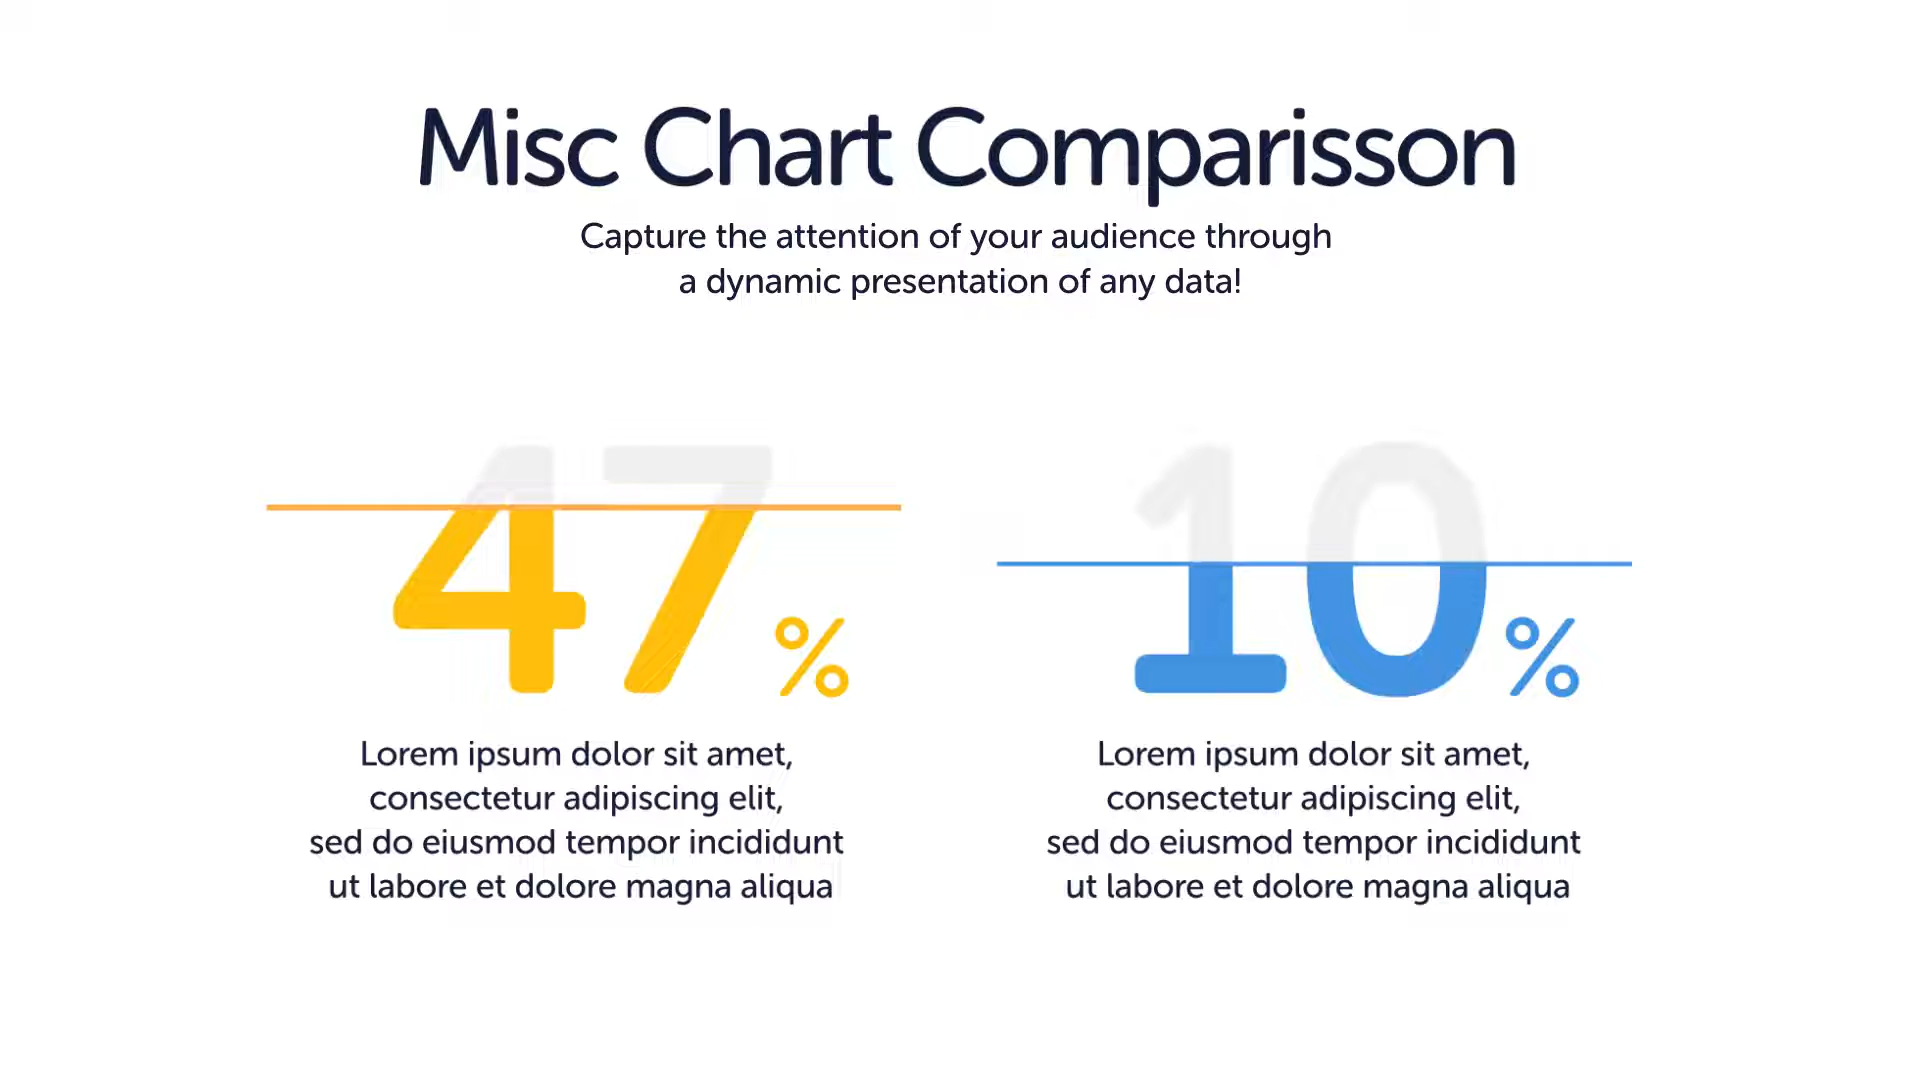 Misc Chart Comparisson
Capture the attention of your audience through
a dynamic presentation of any data!
47%
Lorem ipsum dolor sit amet,
consectetur adipiscing elit,
sed do eiusmod tempor incididunt
ut labore et dolore magna aliqua
10%
Lorem ipsum dolor sit amet,
consectetur adipiscing elit,
sed do eiusmod tempor incididunt
ut labore et dolore magna aliqua